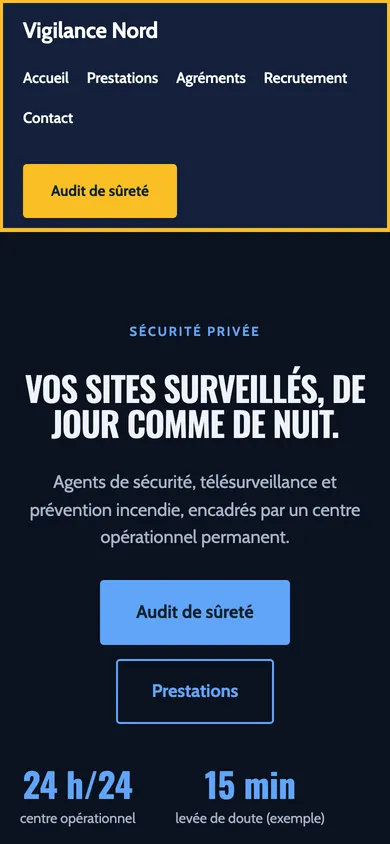 Vigilance Nord
Accueil Prestations Agréments Recrutement
Contact
Audit de sûreté
SÉCURITÉ PRIVÉE
VOS SITES SURVEILLÉS, DE
JOUR COMME DE NUIT.
Agents de sécurité, télésurveillance et
prévention incendie, encadrés par un centre
opérationnel permanent.
Audit de sûreté
Prestations
24 h/24 15 min
centre opérationnel levée de doute (exemple)